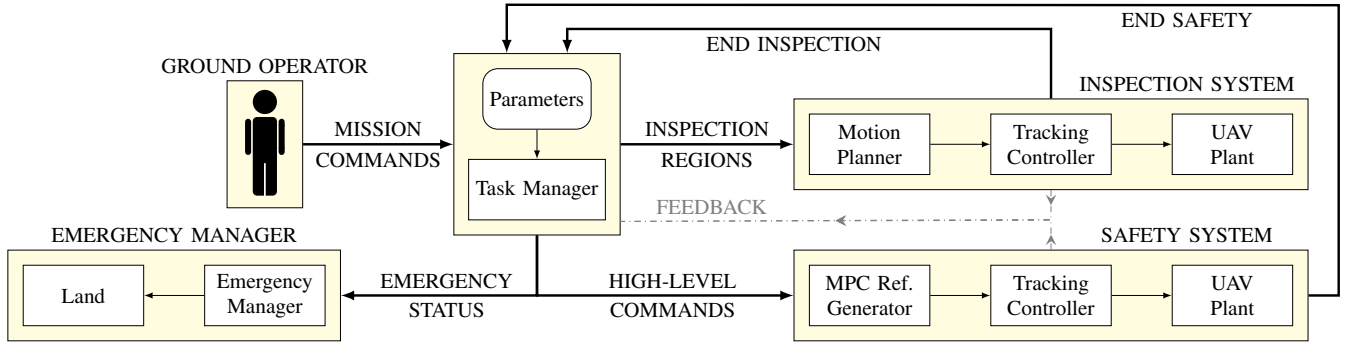 END SAFETY
END INSPECTION
GROUND OPERATOR
INSPECTION SYSTEM
Parameters
MISSION
COMMANDS
INSPECTION
REGIONS
Motion
Planner
Tracking
Controller
UAV
Plant
Task Manager
FEEDBACK
EMERGENCY MANAGER
SAFETY SYSTEM
Land
Emergency
Manager
EMERGENCY
STATUS
HIGH-LEVEL
COMMANDS
MPC Ref.
Generator
Tracking
Controller
UAV
Plant